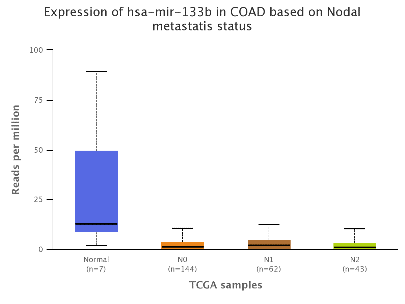 Expression of hsa-mir-133b in COAD based on Nodal
metastatis status
Reads per million
100
75
50
25
0
Normal
(n=7)
N0
(n=144)
N1
(n=62)
N2
(n=43)
TCGA samples